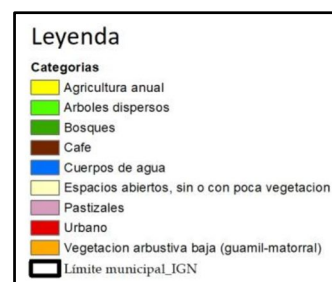 Leyenda
Categorias
Agricultura anual
Arboles dispersos
Bosques
Cafe
Cuerpos de agua
Espacios abiertos, sin o con poca vegetacion
Pastizales
Urbano
Vegetacion arbustiva baja (guamil-matorral)
Límite municipal_IGN